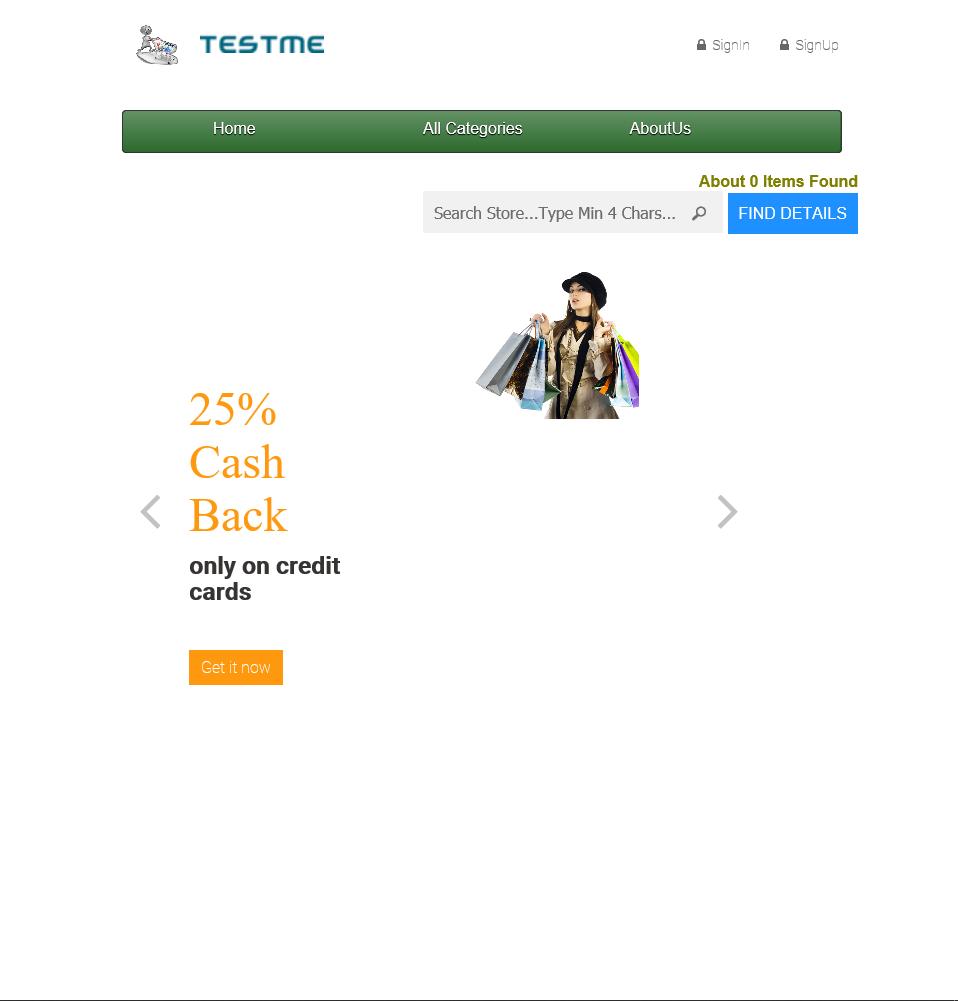 TESTME
SignIn
SignUp
Home
All Categories
AboutUs
About 0 Items Found
Search Store...Type Min 4 Chars...
FIND DETAILS
25%
Cash
Back
only on credit
cards
Get it now